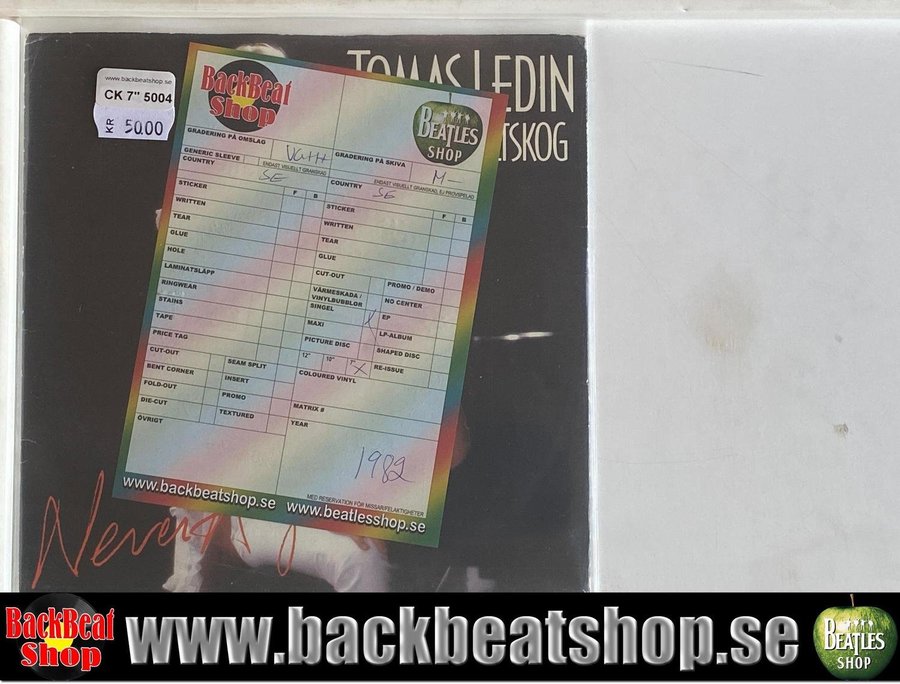 TOMAS LEDIN
TSKOG
www.backbeatshop.se
CK 7" 5004
KR 5000
BackBeat
Shop
BEATLES
SHOP
GRADERING PÅ OMSLAG
VG+++
GENERIC SLEEVE
ENDAST VISUELLT GRANSKAD
COUNTRY
SE
F B
STICKER
WRITTEN
TEAR
GLUE
HOLE
LAMINATSLÄPP
RINGWEAR
STAINS
TAPE
PRICE TAG
CUT-OUT
BENT CORNER
SEAM SPLIT
FOLD-OUT
INSERT
DIE-CUT
PROMO
ÖVRIGT
TEXTURED
GRADERING PÅ SKIVA
M-
ENDAST VISUELLT GRANSKAD, EJ PROVSPELAD
COUNTRY
SE
F B
STICKER
WRITTEN
TEAR
GLUE
CUT-OUT
PROMO / DEMO
VÄRMESKADA /
VINYLBUBBLOR
NO CENTER
SINGEL
X
EP
MAXI
LP-ALBUM
PICTURE DISC
SHAPED DISC
12" 10" 7" X
RE-ISSUE
COLOURED VINYL
MATRIX #
YEAR
1982
MED RESERVATION FÖR MISSAR/FELAKTIGHETER
www.backbeatshop.se www.beatlesshop.se
Never
BackBeat
Shop
www.backbeatshop.se
BEATLES
SHOP